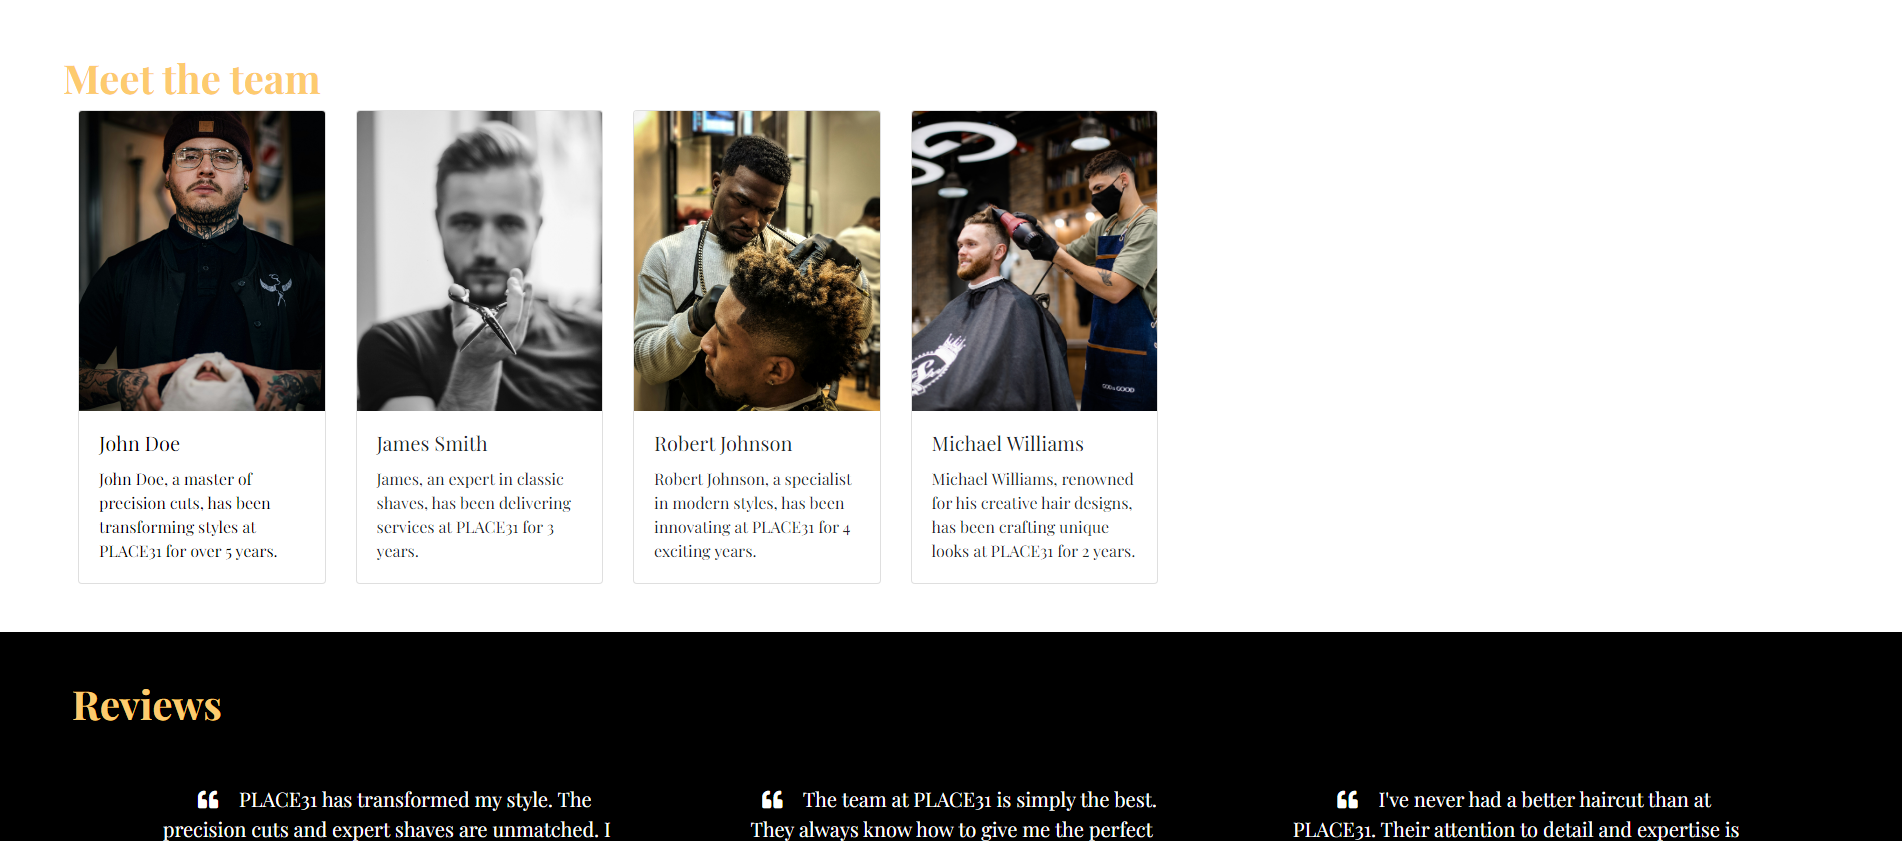 Meet the team
John Doe
John Doe, a master of
precision cuts, has been
transforming styles at
PLACE31 for over 5 years.
James Smith
James, an expert in classic
shaves, has been delivering
services at PLACE31 for 3
years.
Robert Johnson
Robert Johnson, a specialist
in modern styles, has been
innovating at PLACE31 for 4
exciting years.
Michael Williams
Michael Williams, renowned
for his creative hair designs,
has been crafting unique
looks at PLACE31 for 2 years.
Reviews
❝ PLACE31 has transformed my style. The
precision cuts and expert shaves are unmatched. I
❝ The team at PLACE31 is simply the best.
They always know how to give me the perfect
❝ I've never had a better haircut than at
PLACE31. Their attention to detail and expertise is